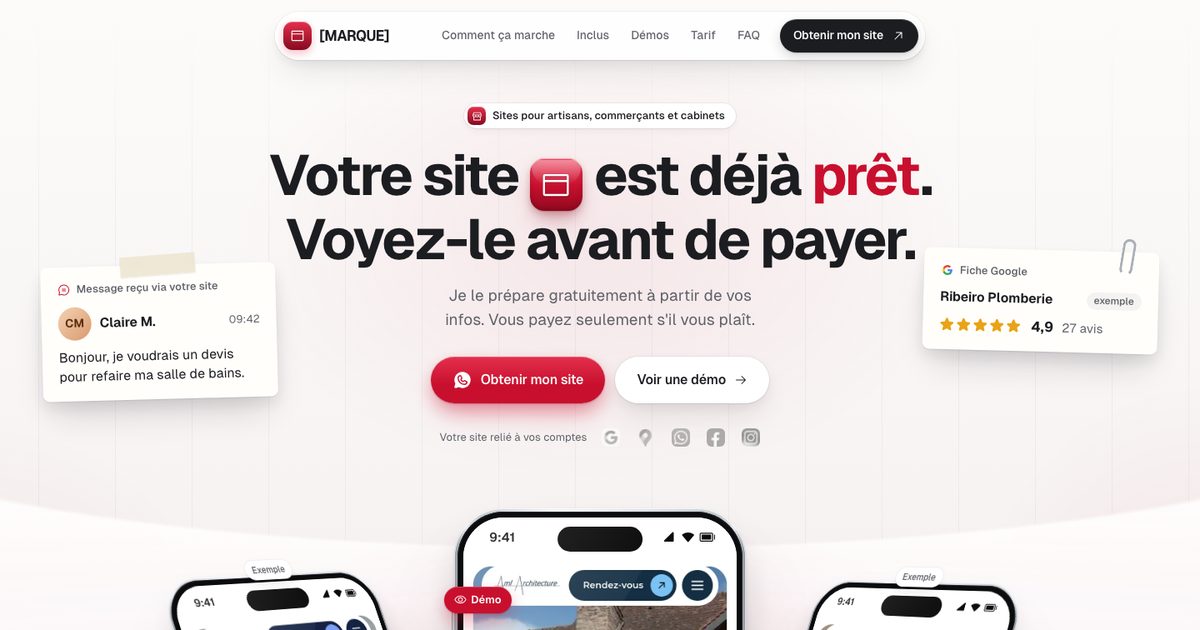 [MARQUE]
Comment ça marche
Inclus
Démos
Tarif
FAQ
Obtenir mon site
Sites pour artisans, commerçants et cabinets
Votre site est déjà prêt.
Voyez-le avant de payer.
Je le prépare gratuitement à partir de vos
infos. Vous payez seulement s'il vous plaît.
Obtenir mon site
Voir une démo
Votre site relié à vos comptes
Message reçu via votre site
CM
Claire M.
09:42
Bonjour, je voudrais un devis
pour refaire ma salle de bains.
Fiche Google
Ribeiro Plomberie
exemple
4,9
27 avis
Exemple
9:41
9:41
Aml Architecture
Rendez-vous
Démo
Exemple
9:41